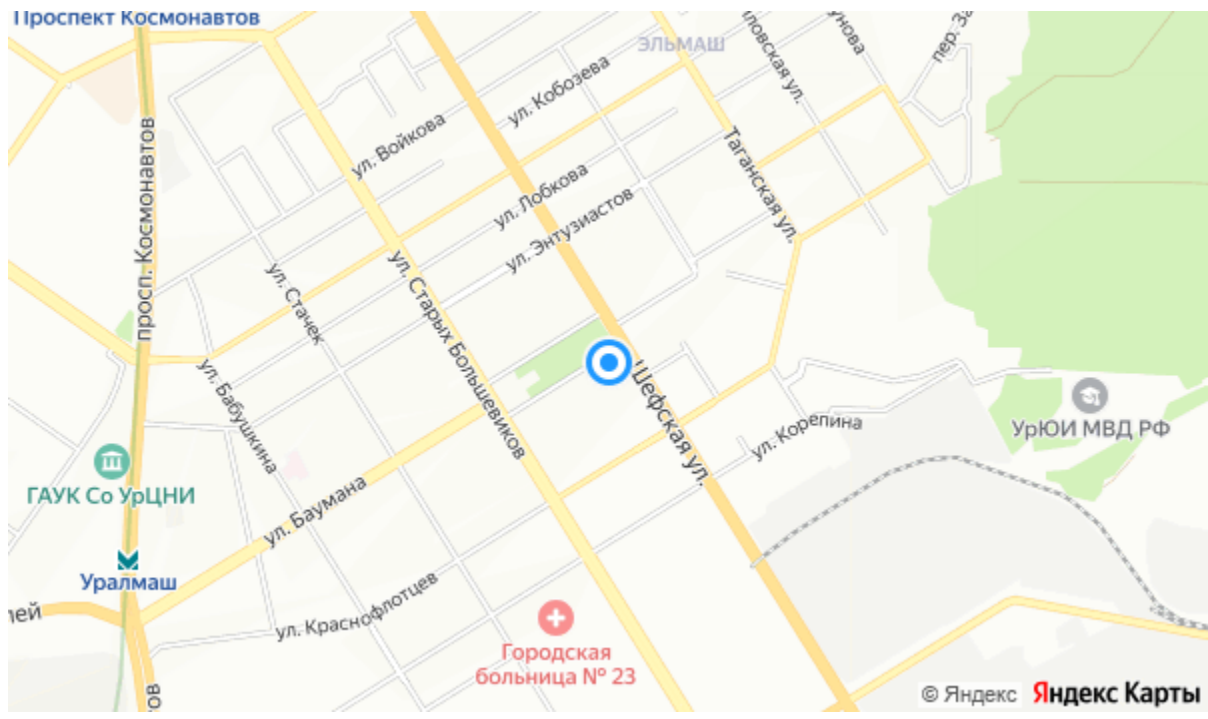 Проспект Космонавтов
ЭЛЬМАШ
ул. Кобозева
ул. Войкова
Таганская ул.
просп. Космонавтов
ул. Лобкова
ул. Энтузиастов
ул. Стачек
ул. Старых Большевиков
ул. Бабушкина
Шефская ул.
ул. Корепина
УрЮИ МВД РФ
ГАУК Со УрЦНИ
ул. Баумана
Уралмаш
ул. Краснофлотцев
Городская
больница № 23
© Яндекс Яндекс Карты